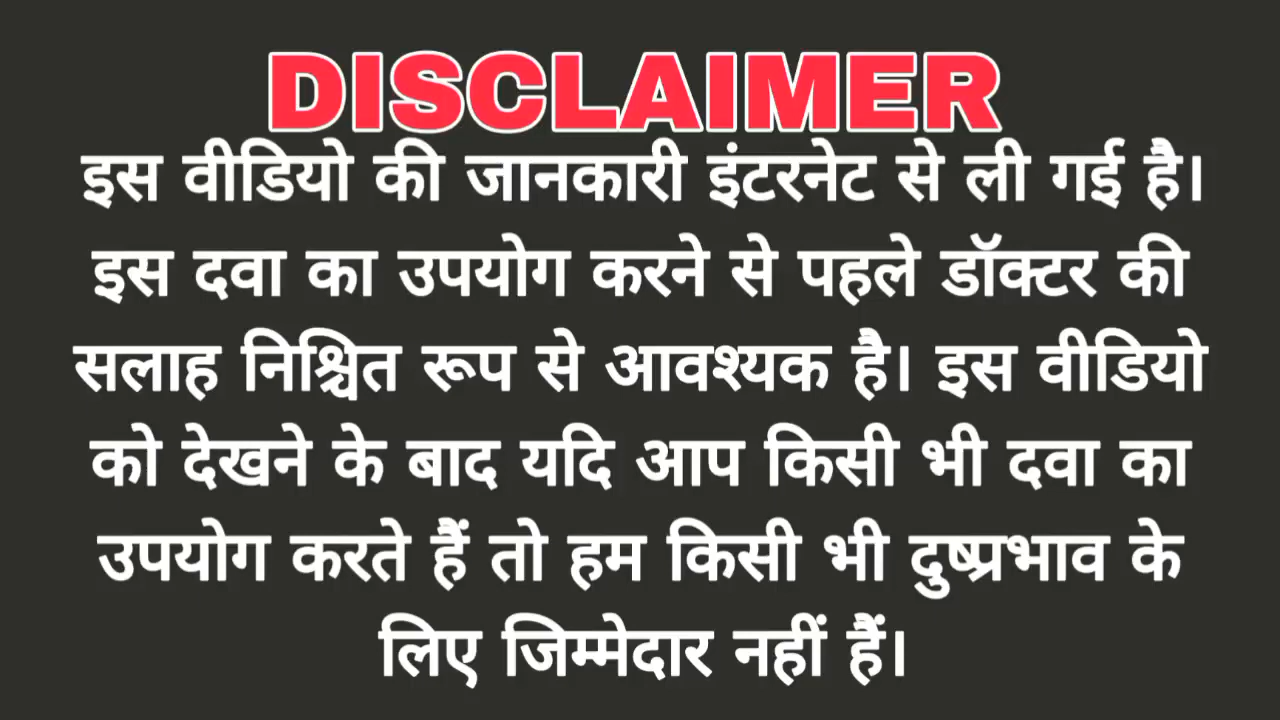 DISCLAIMER
इस वीडियो की जानकारी इंटरनेट से ली गई है।
इस दवा का उपयोग करने से पहले डॉक्टर की
सलाह निश्चित रूप से आवश्यक है। इस वीडियो
को देखने के बाद यदि आप किसी भी दवा का
उपयोग करते हैं तो हम किसी भी दुष्प्रभाव के
लिए जिम्मेदार नहीं हैं।